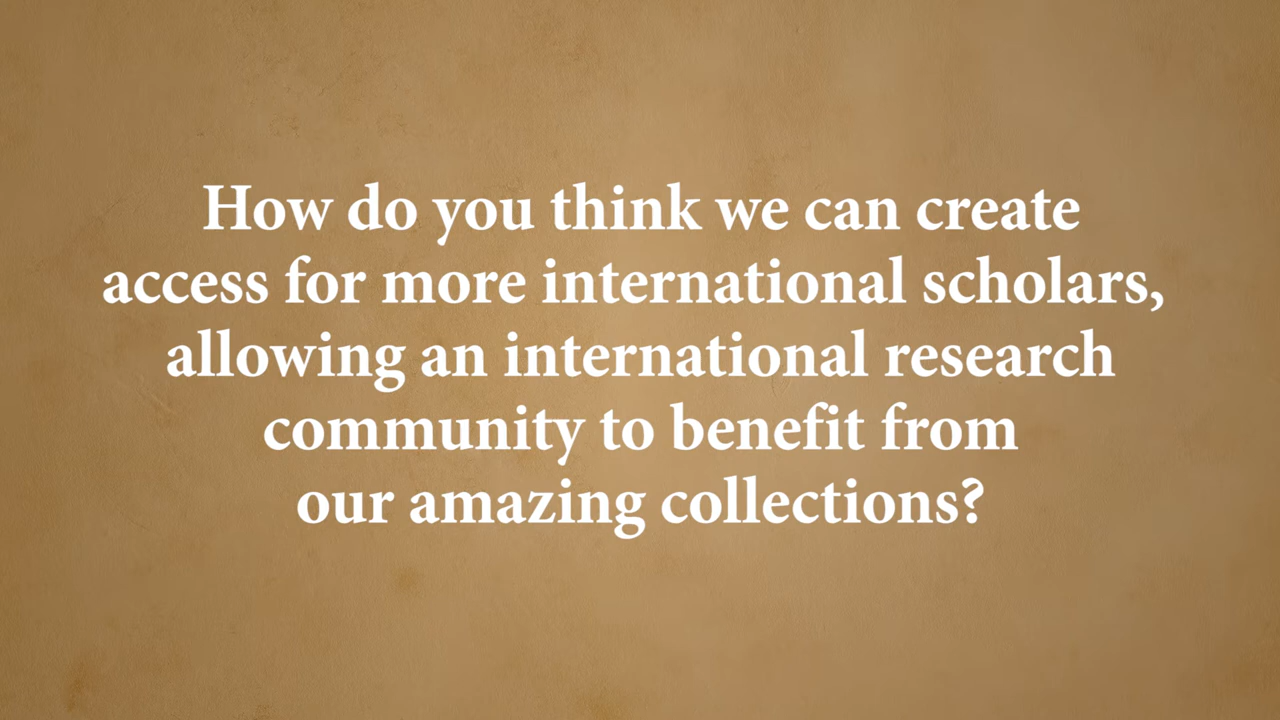 How do you think we can create
access for more international scholars,
allowing an international research
community to benefit from
our amazing collections?